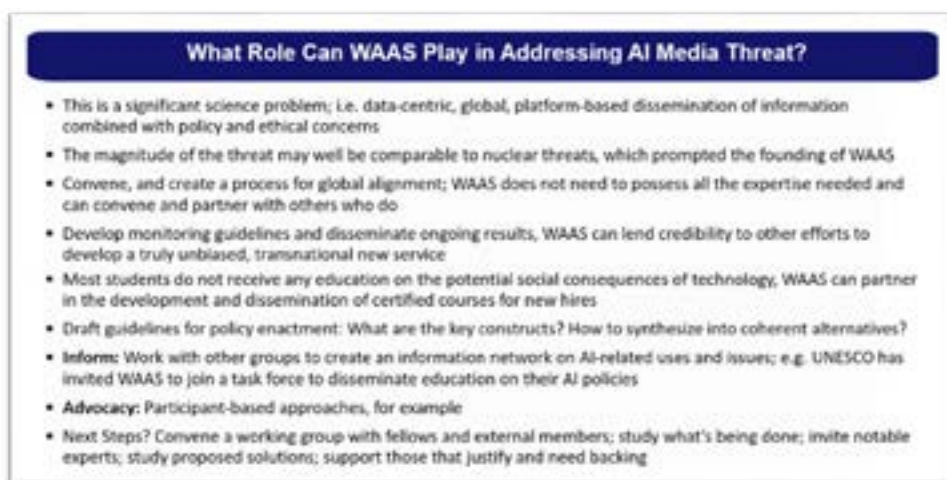 What Role Can WAAS Play in Addressing AI Media Threat?
• This is a significant science problem; i.e. data-centric, global, platform-based dissemination of information
combined with policy and ethical concerns
• The magnitude of the threat may well be comparable to nuclear threats, which prompted the founding of WAAS
• Convene, and create a process for global alignment; WAAS does not need to possess all the expertise needed and
can convene and partner with others who do
• Develop monitoring guidelines and disseminate ongoing results, WAAS can lend credibility to other efforts to
develop a truly unbiased, transnational new service
• Most students do not receive any education on the potential social consequences of technology, WAAS can partner
in the development and dissemination of certified courses for new hires
• Draft guidelines for policy enactment: What are the key constructs? How to synthesize into coherent alternatives?
• Inform: Work with other groups to create an information network on AI-related uses and issues; e.g. UNESCO has
invited WAAS to join a task force to disseminate education on their AI policies
• Advocacy: Participant-based approaches, for example
• Next Steps? Convene a working group with fellows and external members; study what's being done; invite notable
experts; study proposed solutions; support those that justify and need backing